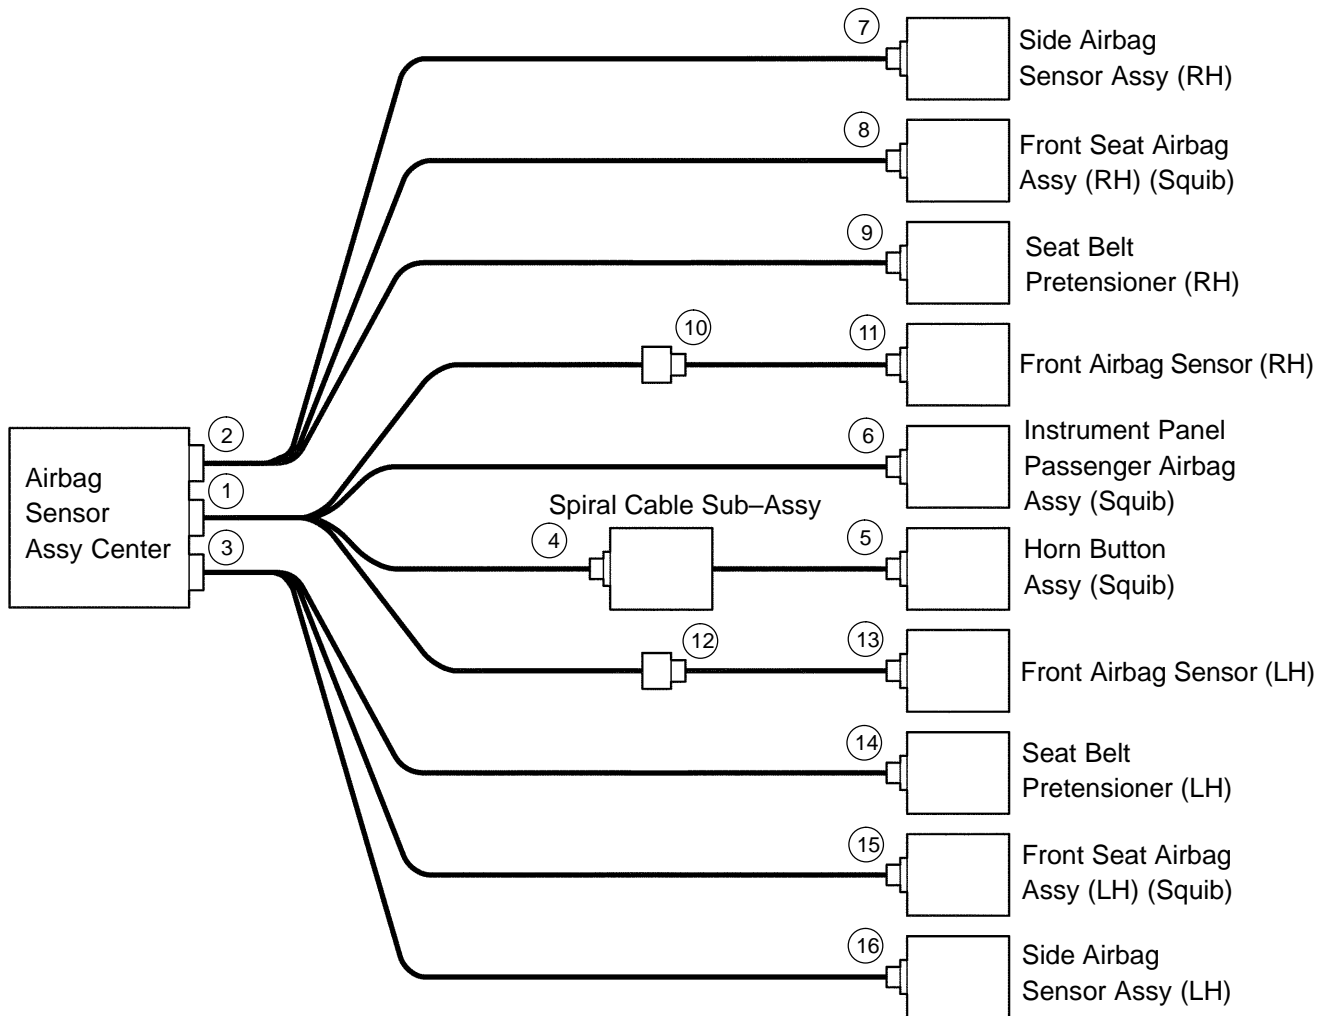 7
Side Airbag
Sensor Assy (RH)
8
Front Seat Airbag
Assy (RH) (Squib)
9
Seat Belt
Pretensioner (RH)
10
11
Front Airbag Sensor (RH)
2
1
3
Airbag
Sensor
Assy Center
6
Instrument Panel
Passenger Airbag
Assy (Squib)
Spiral Cable Sub–Assy
4
5
Horn Button
Assy (Squib)
12
13
Front Airbag Sensor (LH)
14
Seat Belt
Pretensioner (LH)
15
Front Seat Airbag
Assy (LH) (Squib)
16
Side Airbag
Sensor Assy (LH)